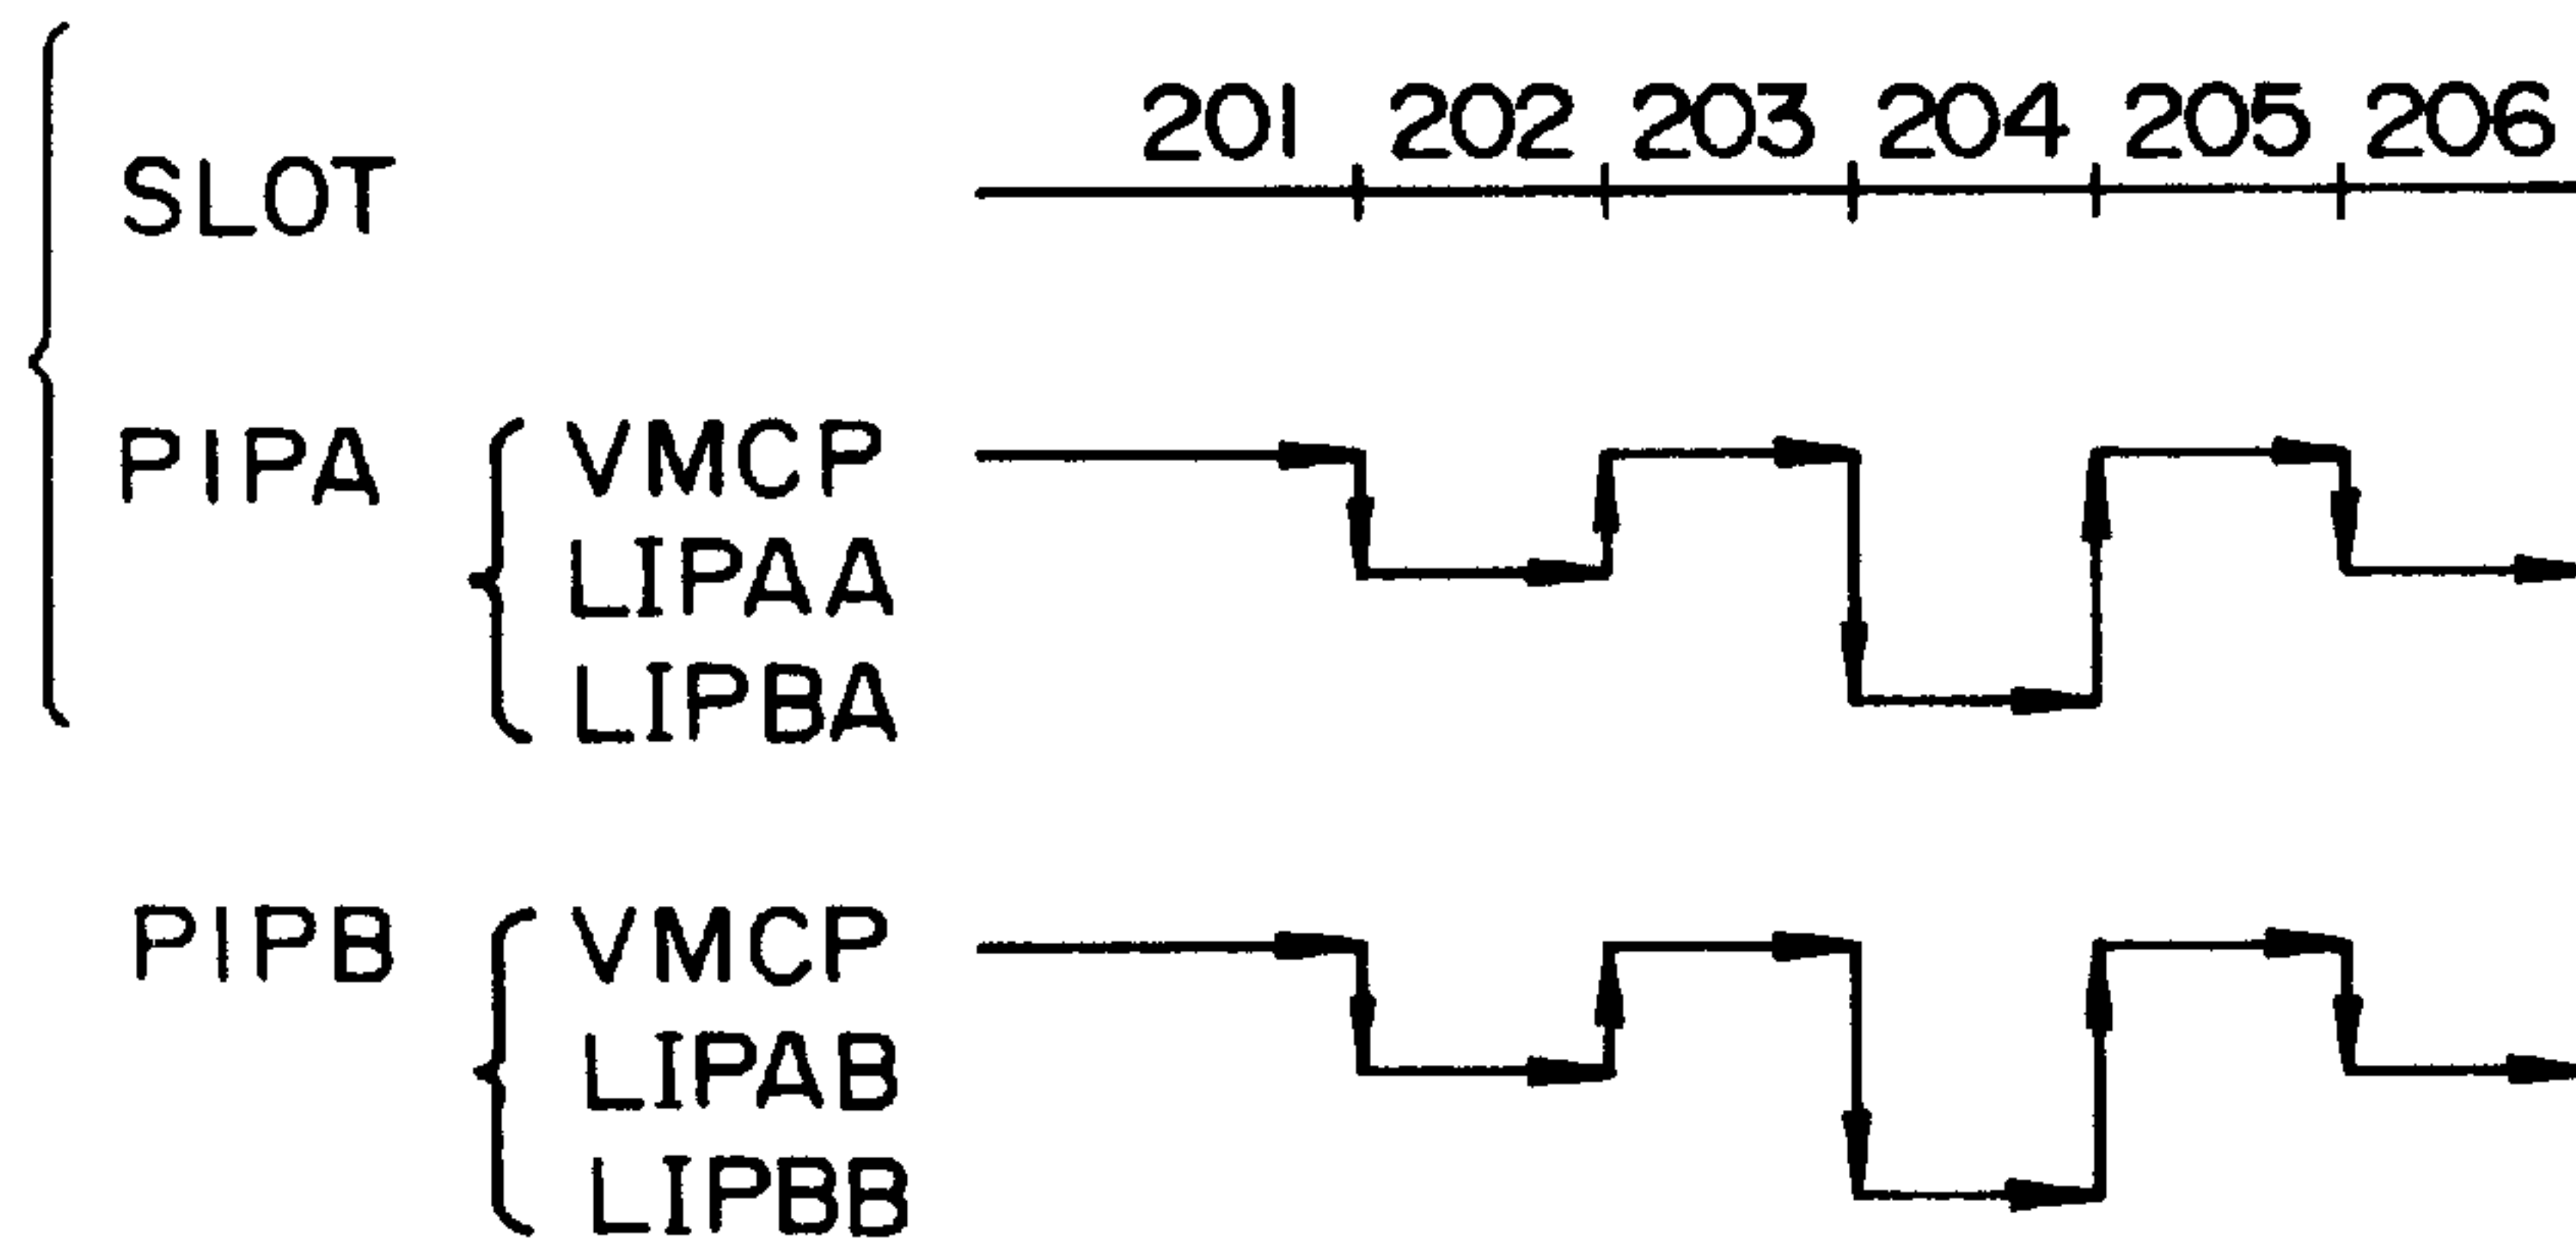 201 202 203 204 205 206
SLOT
PIPA VMCP
LIPAA
LIPBA
PIPB VMCP
LIPAB
LIPBB